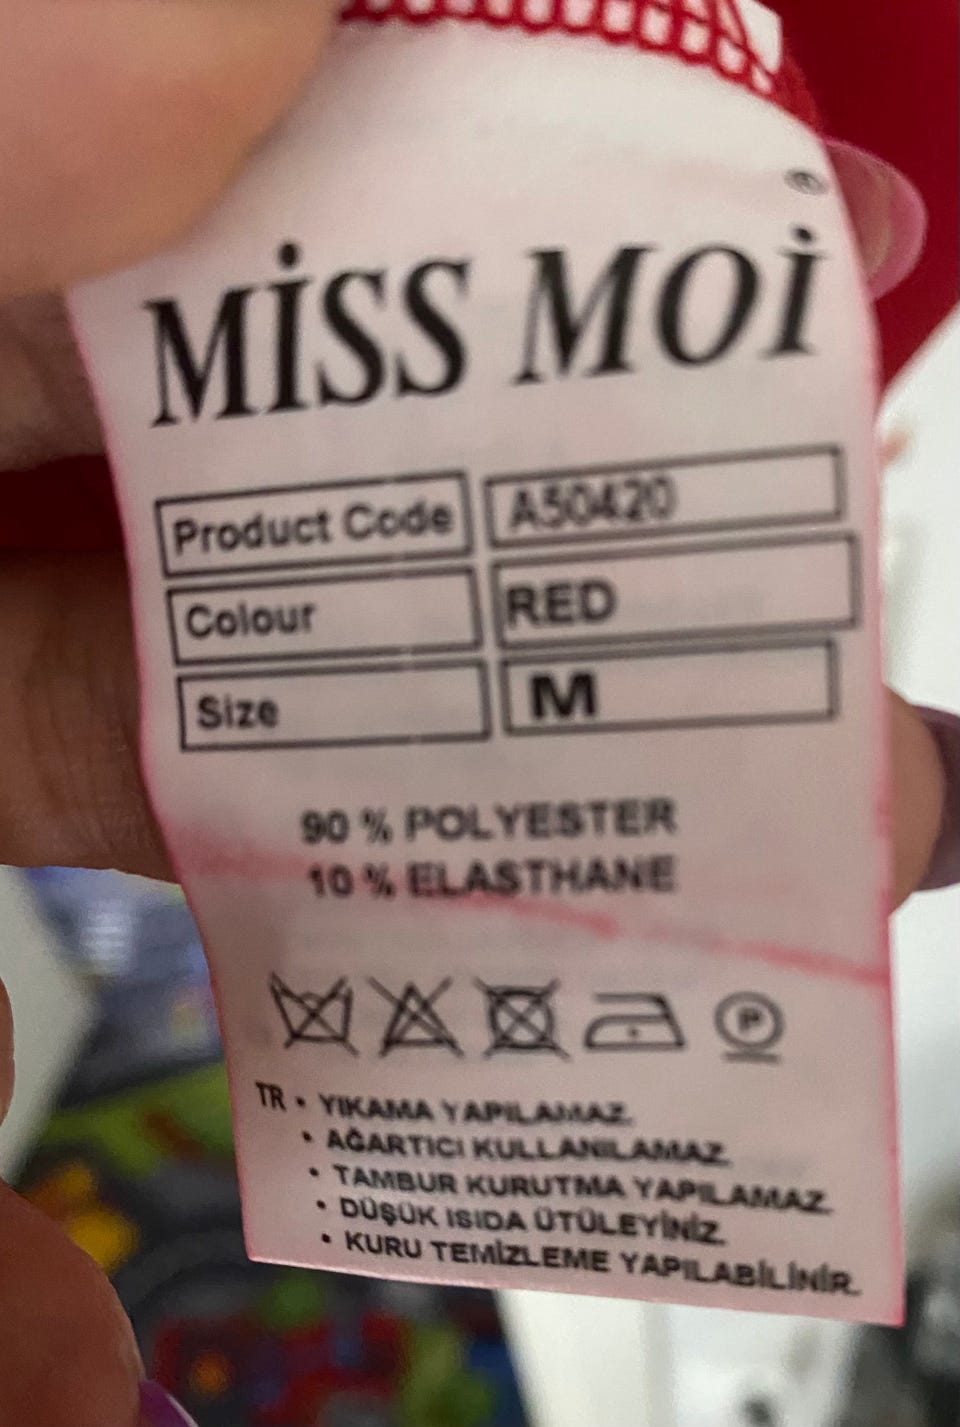 ®
MİSS MOİ
Product Code A50420
Colour RED
Size M
90 % POLYESTER
10 % ELASTHANE
P
TR • YIKAMA YAPILAMAZ.
• AĞARTICI KULLANILAMAZ.
• TAMBUR KURUTMA YAPILAMAZ.
• DÜŞÜK ISIDA ÜTÜLEYİNİZ.
• KURU TEMİZLEME YAPILABİLİNİR.